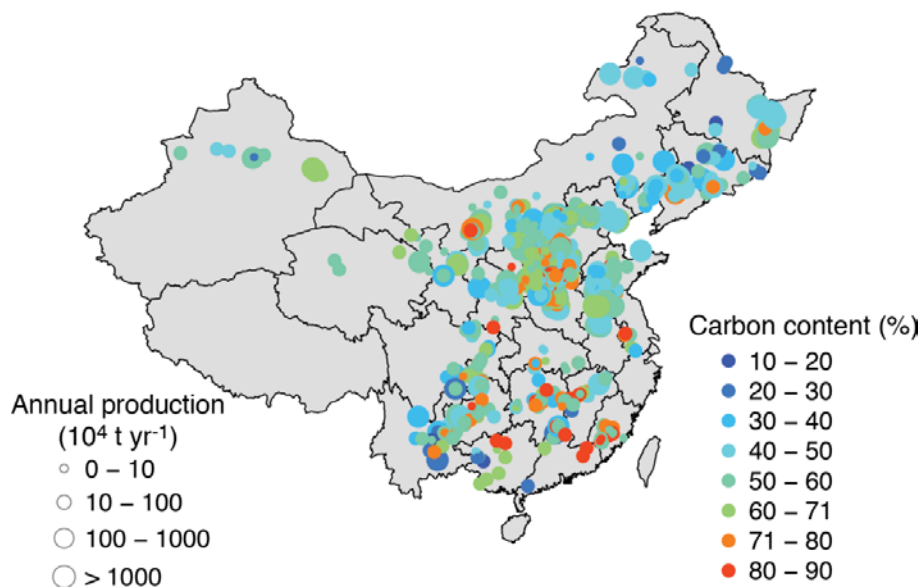 Annual production
(10⁴ t yr⁻¹)
0 – 10
10 – 100
100 – 1000
> 1000
Carbon content (%)
10 – 20
20 – 30
30 – 40
40 – 50
50 – 60
60 – 71
71 – 80
80 – 90